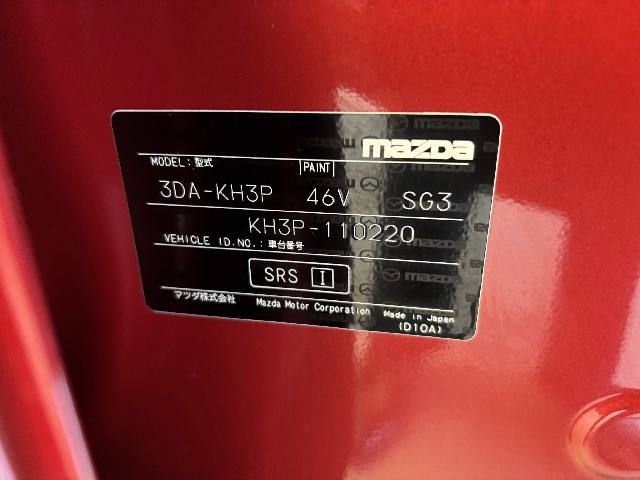 mazda
MODEL:型式 PAINT
3DA-KH3P 46V SG3
KH3P-110220
VEHICLE ID.NO.:車台番号
SRS I
マツダ株式会社 Mazda Motor Corporation Made in Japan
(D10A)